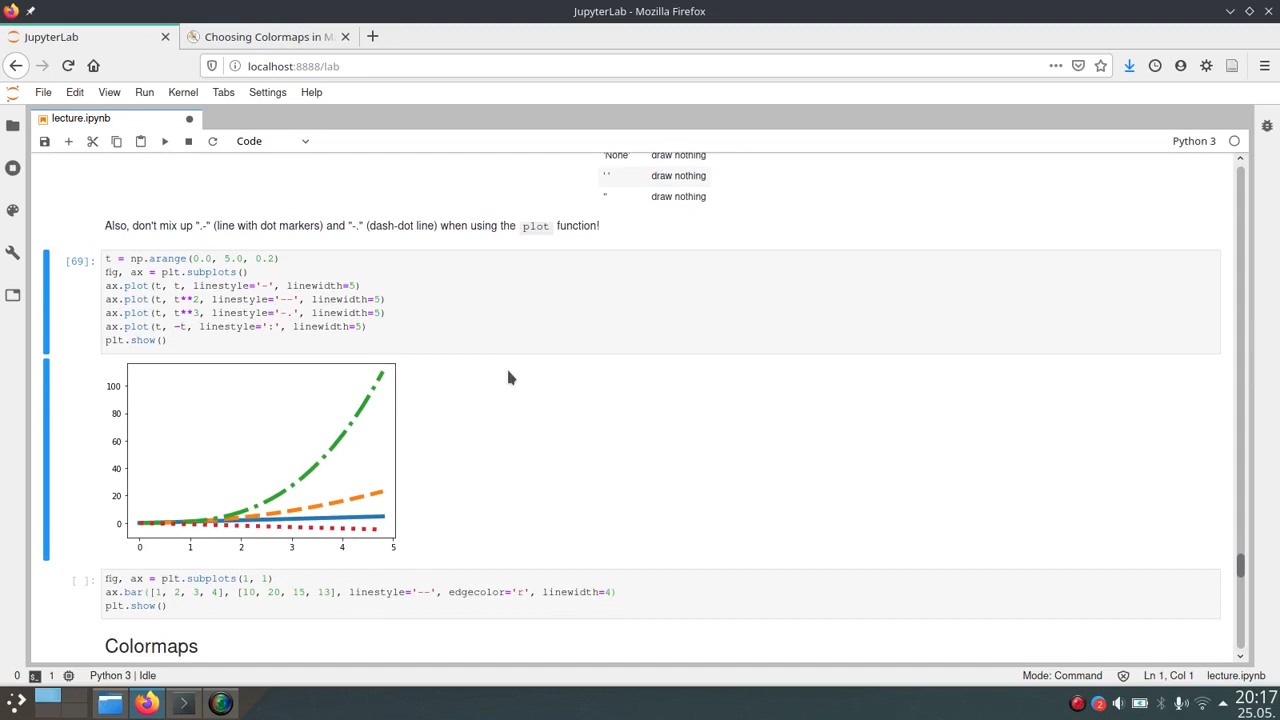 JupyterLab - Mozilla Firefox
JupyterLab
Choosing Colormaps in M
localhost:8888/lab
File Edit View Run Kernel Tabs Settings Help
lecture.ipynb
Code
Python 3
'None' draw nothing
' ' draw nothing
'' draw nothing
Also, don't mix up ".-" (line with dot markers) and "-." (dash-dot line) when using the plot function!
[69]:
t = np.arange(0.0, 5.0, 0.2)
fig, ax = plt.subplots()
ax.plot(t, t, linestyle='-', linewidth=5)
ax.plot(t, t**2, linestyle='--', linewidth=5)
ax.plot(t, t**3, linestyle='-.', linewidth=5)
ax.plot(t, -t, linestyle=':', linewidth=5)
plt.show()
100
80
60
40
20
0
0 1 2 3 4 5
[ ]:
fig, ax = plt.subplots(1, 1)
ax.bar([1, 2, 3, 4], [10, 20, 15, 13], linestyle='--', edgecolor='r', linewidth=4)
plt.show()
Colormaps
0 1 Python 3 | Idle
Mode: Command Ln 1, Col 1 lecture.ipynb
2
20:17
25.05.